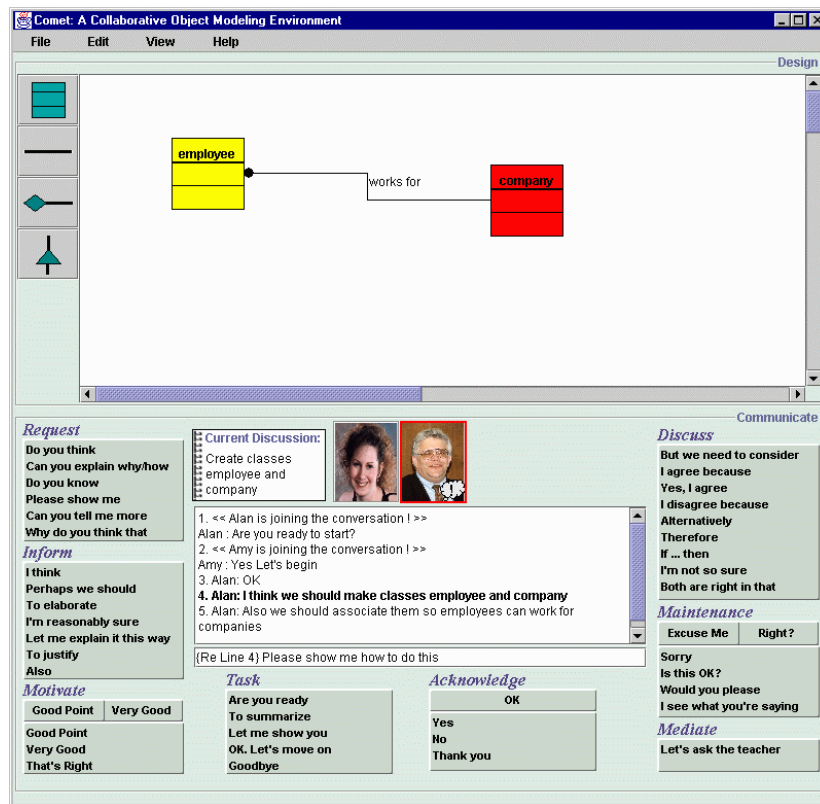 Comet: A Collaborative Object Modeling Environment
File Edit View Help
Design
employee
works for
company
Communicate
Request
Do you think
Can you explain why/how
Do you know
Please show me
Can you tell me more
Why do you think that
Inform
I think
Perhaps we should
To elaborate
I'm reasonably sure
Let me explain it this way
To justify
Also
Motivate
Good Point Very Good
Good Point
Very Good
That's Right
Current Discussion:
Create classes
employee and
company
1. << Alan is joining the conversation ! >>
Alan : Are you ready to start?
2. << Amy is joining the conversation ! >>
Amy : Yes Let's begin
3. Alan: OK
4. Alan: I think we should make classes employee and company
5. Alan: Also we should associate them so employees can work for
companies
{Re Line 4} Please show me how to do this
Task
Are you ready
To summarize
Let me show you
OK. Let's move on
Goodbye
Acknowledge
OK
Yes
No
Thank you
Discuss
But we need to consider
I agree because
Yes, I agree
I disagree because
Alternatively
Therefore
If ... then
I'm not so sure
Both are right in that
Maintenance
Excuse Me Right?
Sorry
Is this OK?
Would you please
I see what you're saying
Mediate
Let's ask the teacher